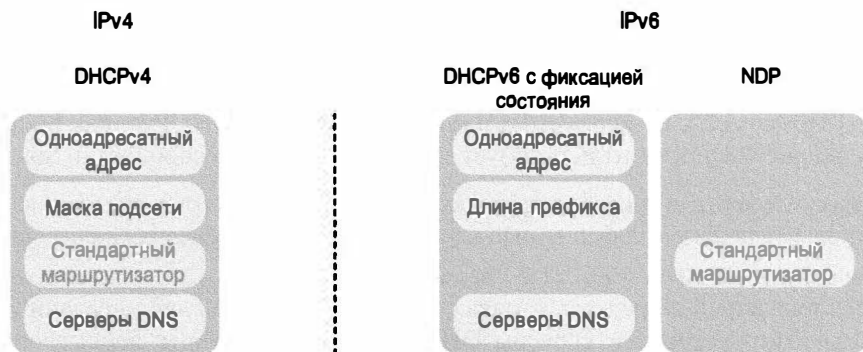 IPv4
DHCPv4
Одноадресатный
адрес
Маска подсети
Стандартный
маршрутизатор
Серверы DNS
IPv6
DHCPv6 с фиксацией
состояния
Одноадресатный
адрес
Длина префикса
Серверы DNS
NDP
Стандартный
маршрутизатор